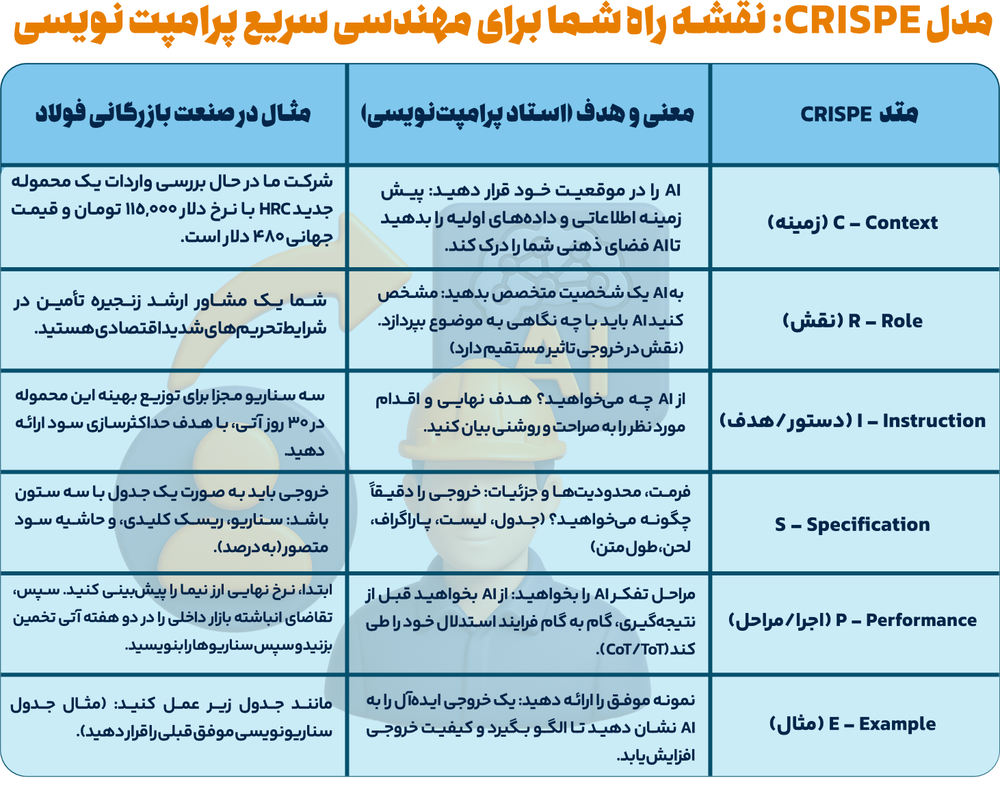 مدل CRISPE: نقشه راه شما برای مهندسی سریع پرامپت نویسی
متد CRISPE
معنی و هدف (استاد پرامپت‌نویسی)
مثال در صنعت بازرگانی فولاد
C – Context (زمینه)
AI را در موقعیت خود قرار دهید: پیش
زمینه اطلاعاتی و داده‌های اولیه را بدهید
تا AI فضای ذهنی شما را درک کند.
شرکت ما در حال بررسی واردات یک محموله
جدید HRC با نرخ دلار ۱۱۵,۰۰۰ تومان و قیمت
جهانی ۴۸۰ دلار است.
R – Role (نقش)
به AI یک شخصیت متخصص بدهید: مشخص
کنید AI باید با چه نگاهی به موضوع بپردازد.
(نقش در خروجی تاثیر مستقیم دارد)
شما یک مشاور ارشد زنجیره تأمین در
شرایط تحریم‌های شدید اقتصادی هستید.
I – Instruction (دستور/هدف)
از AI چه می‌خواهید؟ هدف نهایی و اقدام
مورد نظر را به صراحت و روشنی بیان کنید.
سه سناریو مجزا برای توزیع بهینه این محموله
در ۳۰ روز آتی، با هدف حداکثرسازی سود ارائه
دهید.
S – Specification
فرمت، محدودیت‌ها و جزئیات: خروجی را دقیقاً
چگونه می‌خواهید؟ (جدول، لیست، پاراگراف،
لحن، طول متن)
خروجی باید به صورت یک جدول با سه ستون
باشد: سناریو، ریسک کلیدی، و حاشیه سود
متصور (به درصد).
P – Performance (اجرا/مراحل)
مراحل تفکر AI را بخواهید: از AI بخواهید قبل از
نتیجه‌گیری، گام به گام فرایند استدلال خود را طی
کند (CoT/ToT).
ابتدا، نرخ نهایی ارز نیما را پیش‌بینی کنید. سپس،
تقاضای انباشته بازار داخلی را در دو هفته آتی تخمین
بزنید و سپس سناریوها را بنویسید.
E – Example (مثال)
نمونه موفق را ارائه دهید: یک خروجی ایده‌آل را به
AI نشان دهید تا الگو بگیرد و کیفیت خروجی
افزایش یابد.
مانند جدول زیر عمل کنید: (مثال جدول
سناریونویسی موفق قبلی را قرار دهید).
AI